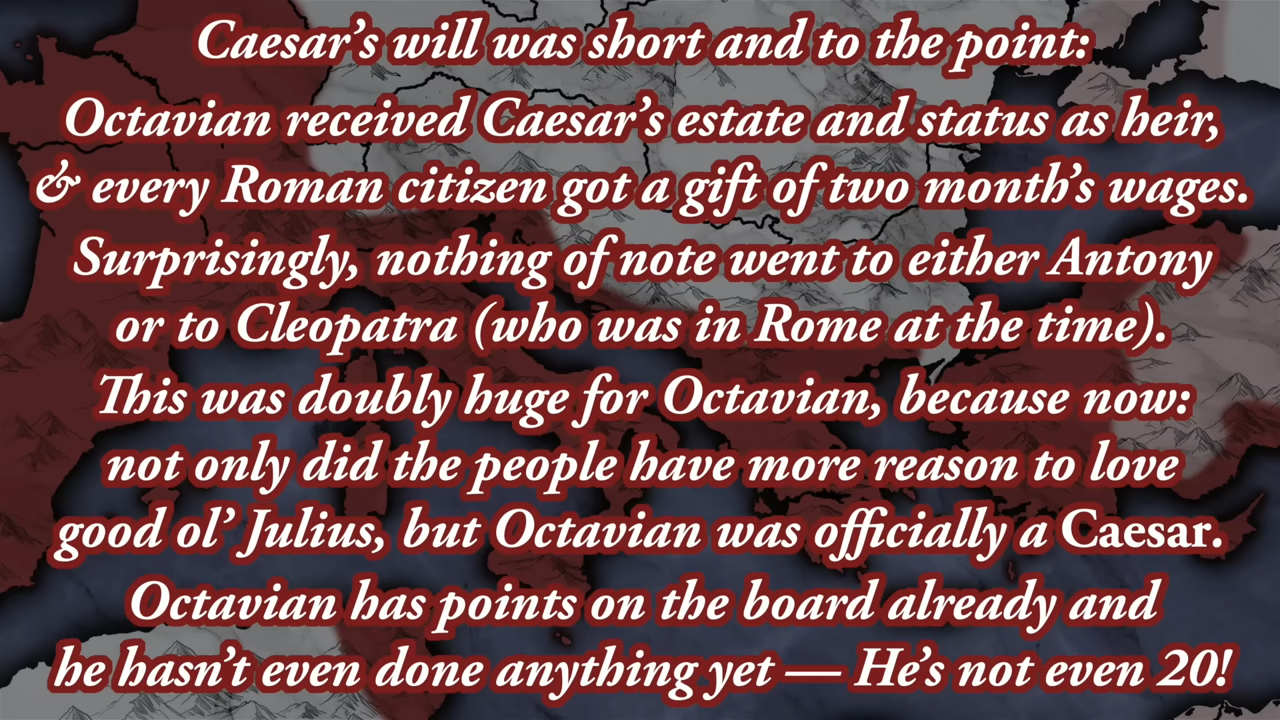 Caesar’s will was short and to the point:
Octavian received Caesar’s estate and status as heir,
& every Roman citizen got a gift of two month’s wages.
Surprisingly, nothing of note went to either Antony
or to Cleopatra (who was in Rome at the time).
This was doubly huge for Octavian, because now:
not only did the people have more reason to love
good ol’ Julius, but Octavian was officially a Caesar.
Octavian has points on the board already and
he hasn’t even done anything yet — He’s not even 20!